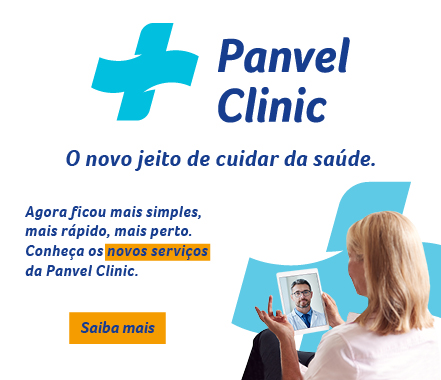 Panvel
Clinic
O novo jeito de cuidar da saúde.
Agora ficou mais simples,
mais rápido, mais perto.
Conheça os novos serviços
da Panvel Clinic.
Saiba mais